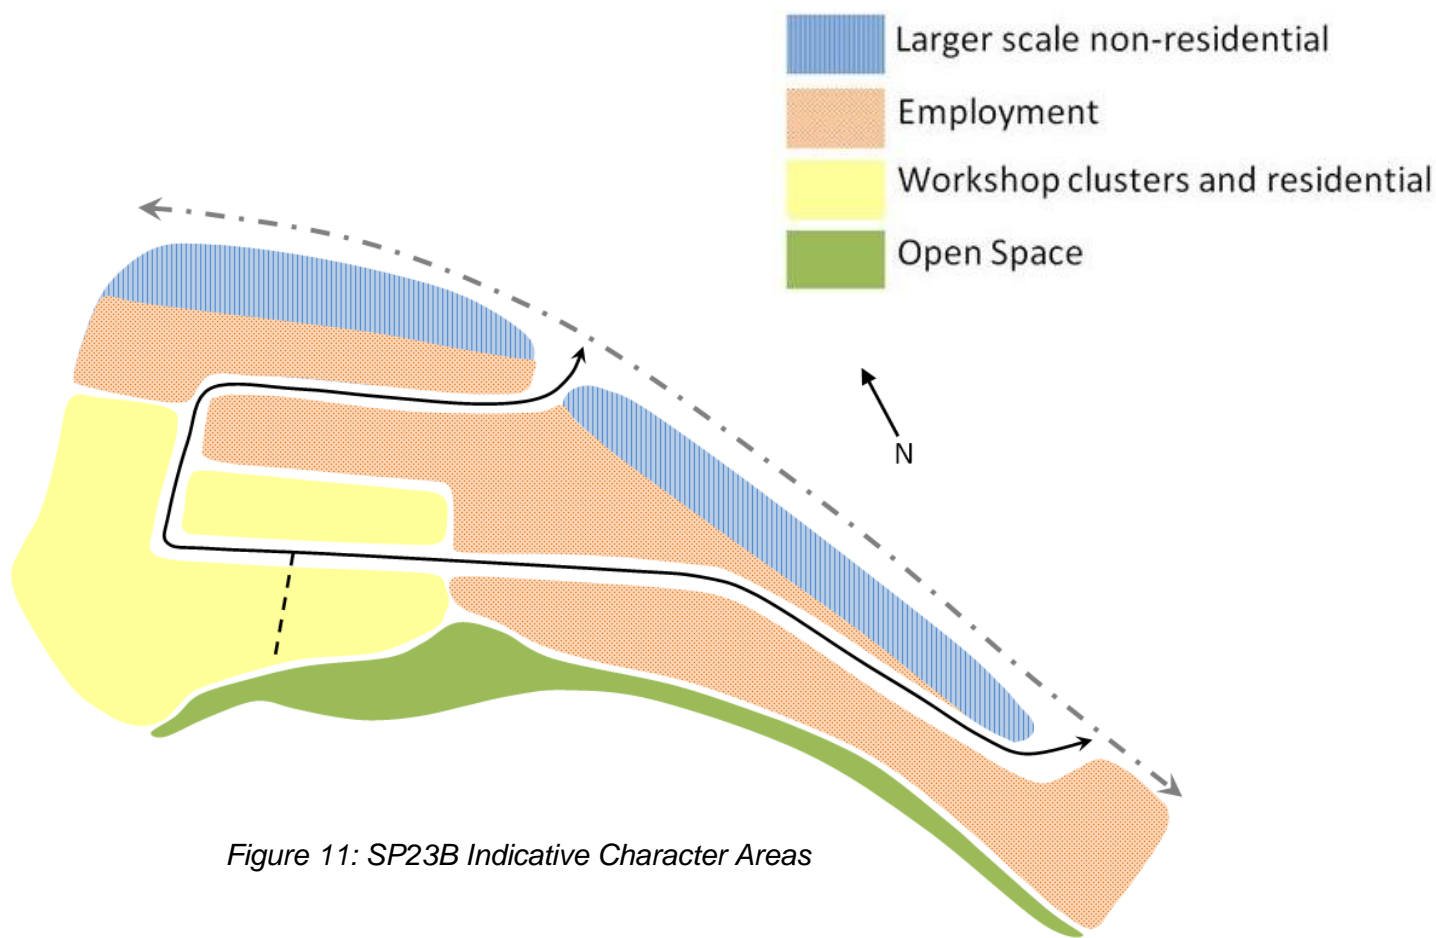 Larger scale non-residential
Employment
Workshop clusters and residential
Open Space
N
Figure 11: SP23B Indicative Character Areas